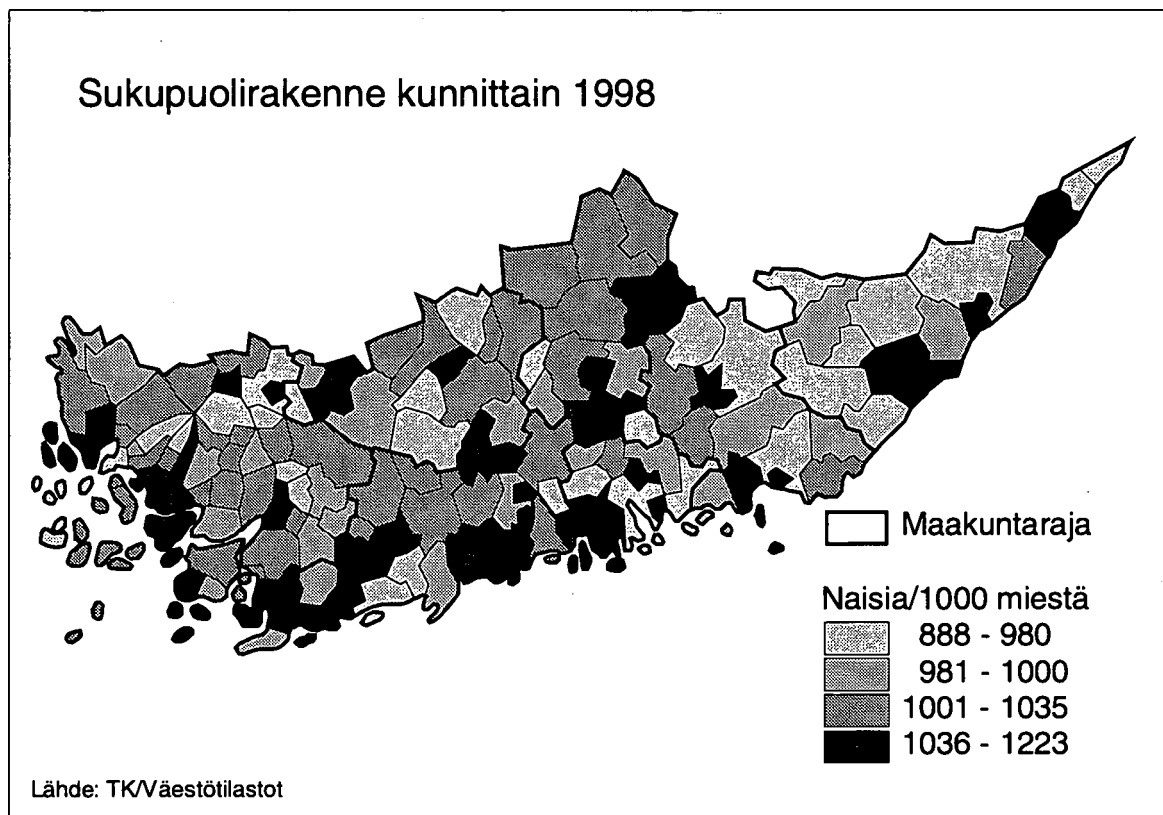 Sukupuolirakenne kunnittain 1998
Maakuntaraja
Naisia/1000 miestä
888 - 980
981 - 1000
1001 - 1035
1036 - 1223
Lähde: TK/Väestötilastot